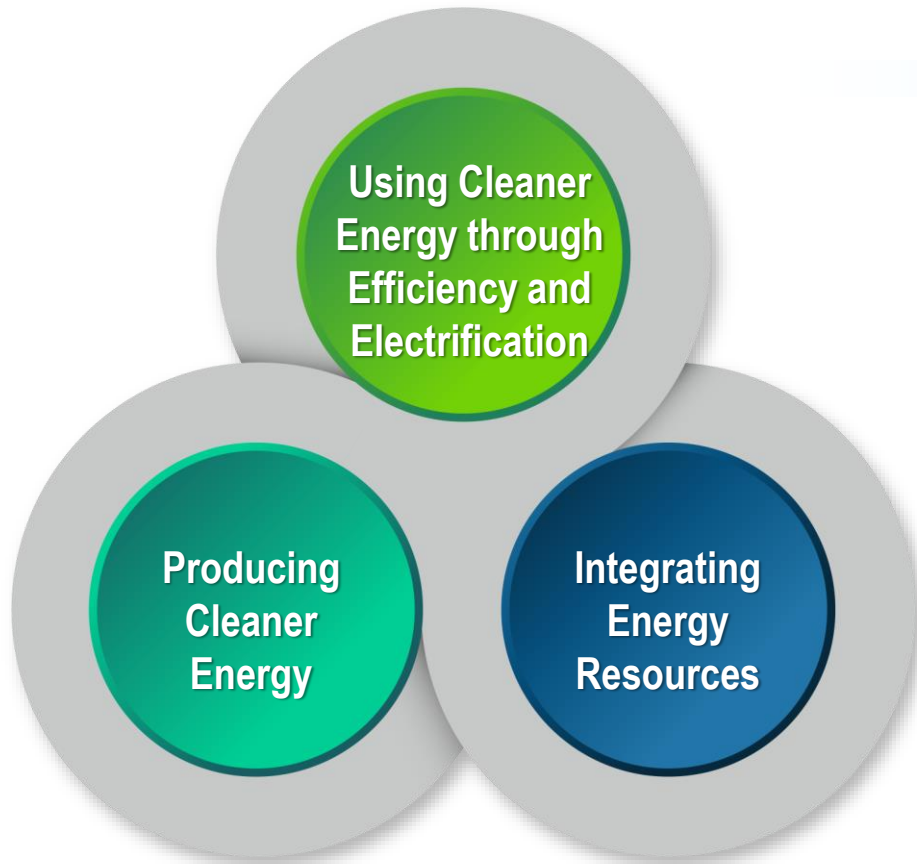 Using Cleaner
Energy through
Efficiency and
Electrification
Producing
Cleaner
Energy
Integrating
Energy
Resources